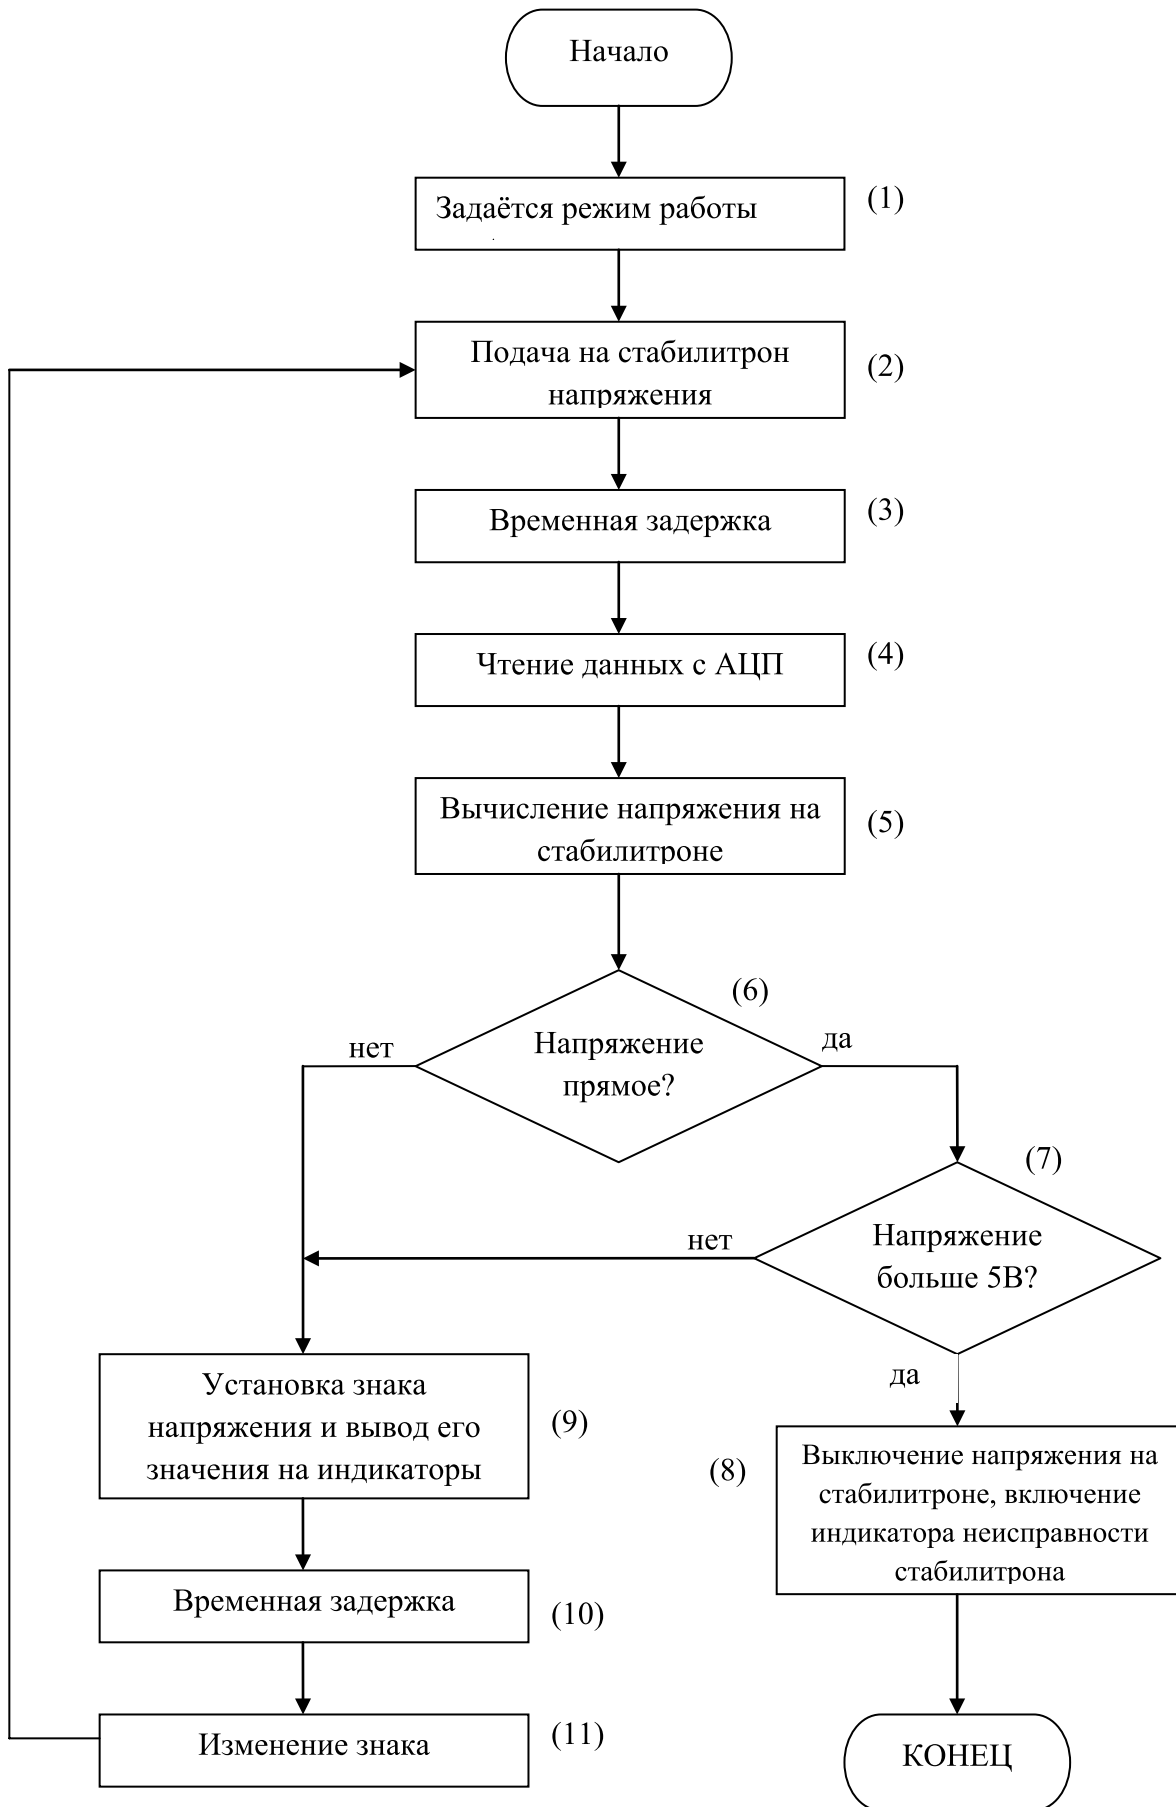 Начало
Задаётся режим работы
(1)
Подача на стабилитрон
напряжения
(2)
Временная задержка
(3)
Чтение данных с АЦП
(4)
Вычисление напряжения на
стабилитроне
(5)
(6)
Напряжение
прямое?
нет
да
(7)
Напряжение
больше 5В?
нет
да
Установка знака
напряжения и вывод его
значения на индикаторы
(9)
(8)
Выключение напряжения на
стабилитроне, включение
индикатора неисправности
стабилитрона
Временная задержка
(10)
Изменение знака
(11)
КОНЕЦ